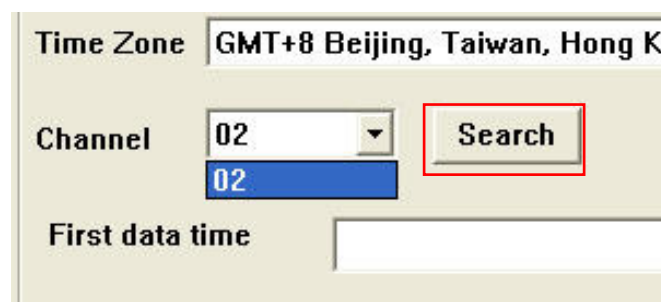 Time Zone GMT+8 Beijing, Taiwan, Hong K
Channel 02 Search
02
First data time